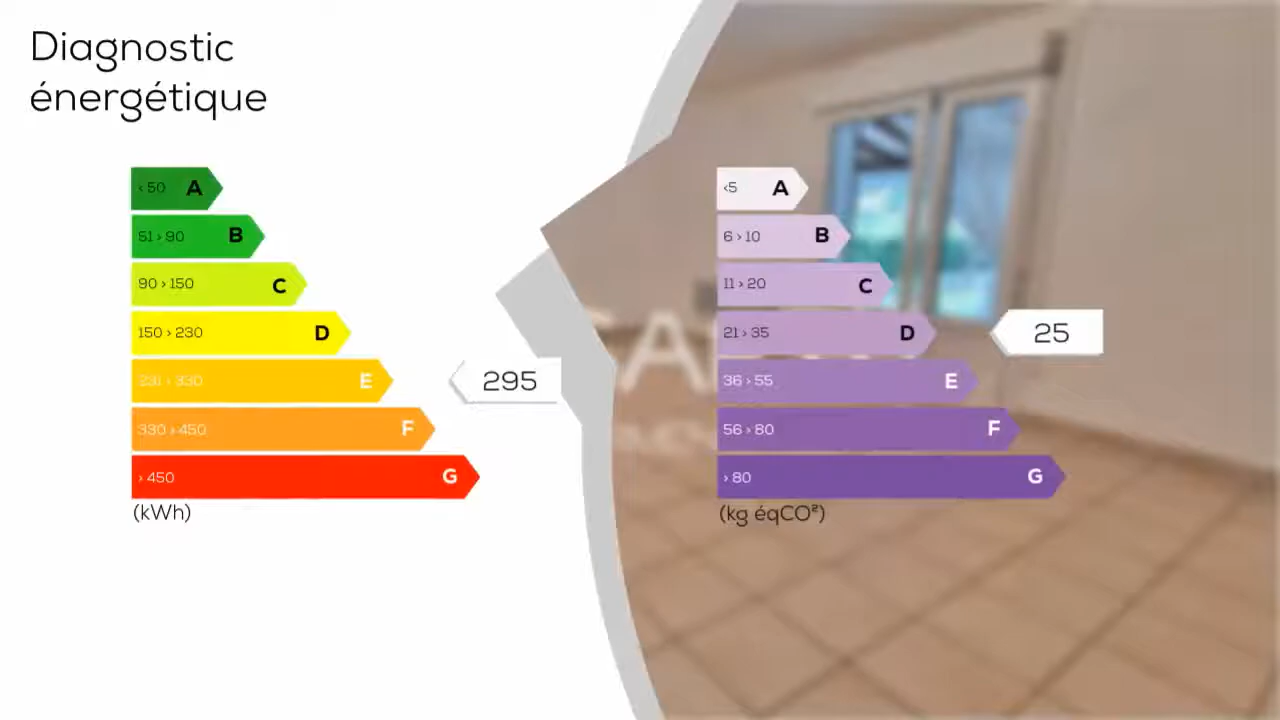 Diagnostic
énergétique
< 50 A
51 > 90 B
90 > 150 C
150 > 230 D
231 > 330 E
330 > 450 F
> 450 G
(kWh)
295
<5 A
6 > 10 B
11 > 20 C
21 > 35 D
36 > 55 E
56 > 80 F
> 80 G
(kg éqCO²)
25